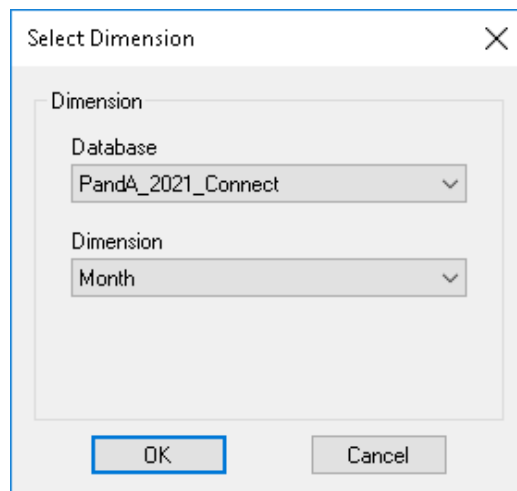 Select Dimension
Dimension
Database
PandA_2021_Connect
Dimension
Month
OK
Cancel